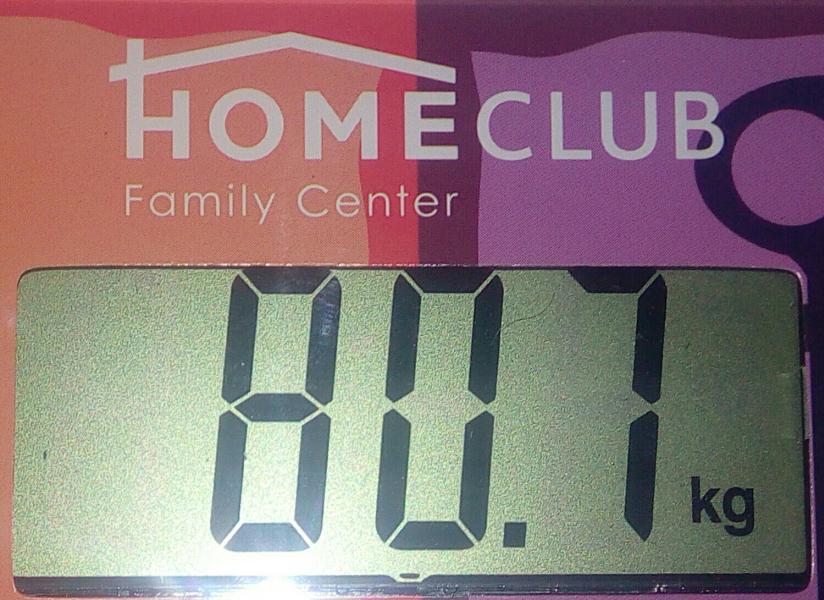 HOMECLUB
Family Center
80.7 kg